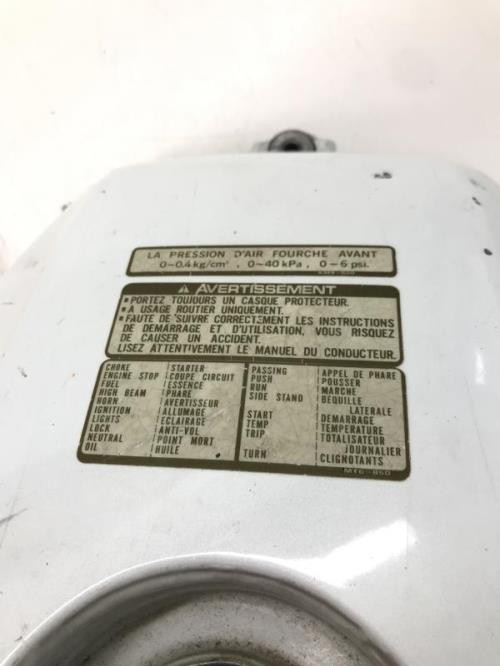 LA PRESSION D'AIR FOURCHE AVANT
0~0.4 kg/cm², 0~40 kPa, 0~6 psi.
⚠ AVERTISSEMENT
▪PORTEZ TOUJOURS UN CASQUE PROTECTEUR.
▪A USAGE ROUTIER UNIQUEMENT.
▪FAUTE DE SUIVRE CORRECTEMENT LES INSTRUCTIONS
DE DEMARRAGE ET D'UTILISATION, VOUS RISQUEZ
DE CAUSER UN ACCIDENT.
LISEZ ATTENTIVEMENT LE MANUEL DU CONDUCTEUR.
CHOKE STARTER
ENGINE STOP COUPE CIRCUIT
FUEL ESSENCE
HIGH BEAM PHARE
HORN AVERTISSEUR
IGNITION ALLUMAGE
LIGHTS ECLAIRAGE
LOCK ANTI-VOL
NEUTRAL POINT MORT
OIL HUILE
PASSING APPEL DE PHARE
PUSH POUSSER
RUN MARCHE
SIDE STAND BEQUILLE
LATERALE
START DEMARRAGE
TEMP TEMPERATURE
TRIP TOTALISATEUR
JOURNALIER
TURN CLIGNOTANTS